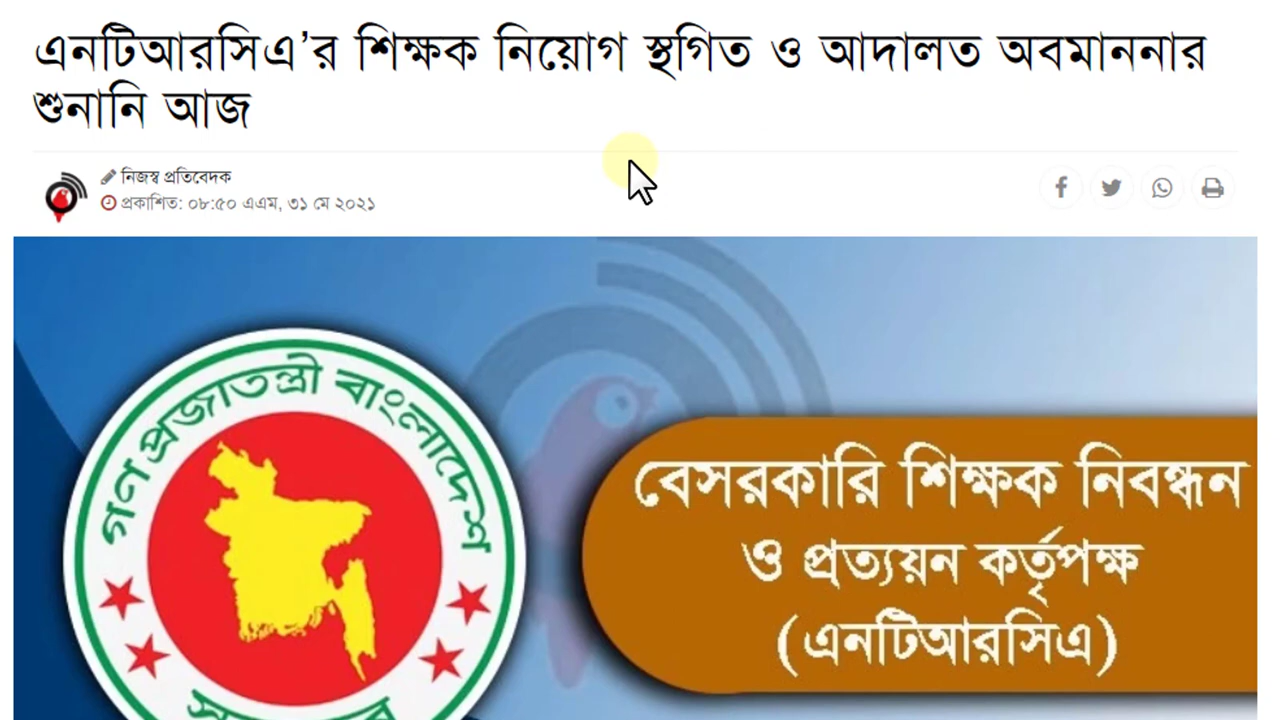 এনটিআরসিএ’র শিক্ষক নিয়োগ স্থগিত ও আদালত অবমাননার
শুনানি আজ
নিজস্ব প্রতিবেদক
প্রকাশিত: ০৮:৫০ এএম, ৩১ মে ২০২১
গণপ্রজাতন্ত্রী বাংলাদেশ
বেসরকারি শিক্ষক নিবন্ধন
ও প্রত্যয়ন কর্তৃপক্ষ
(এনটিআরসিএ)